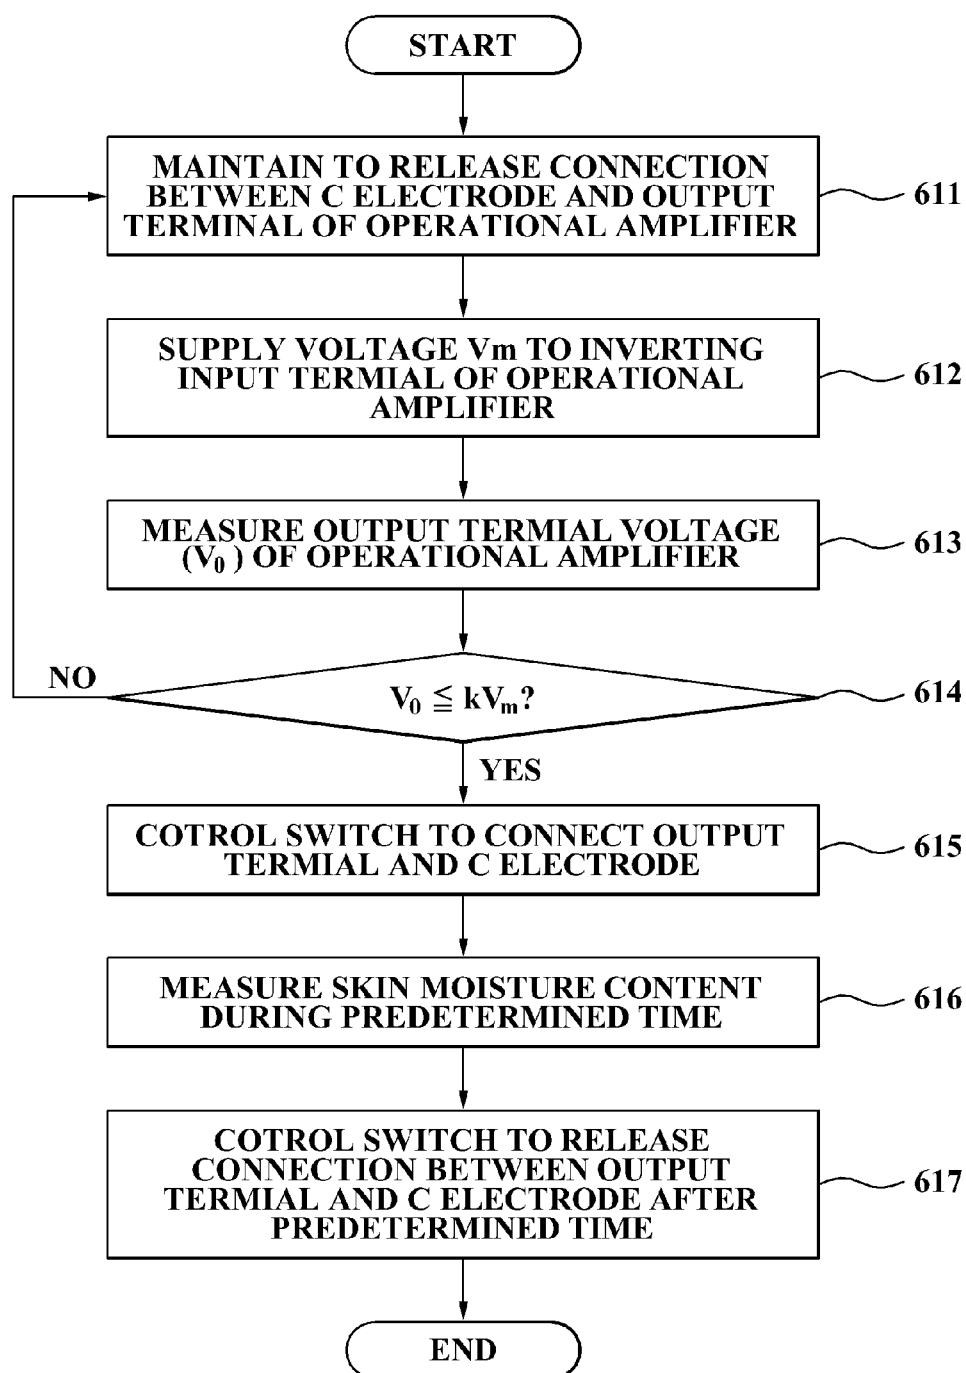 START
MAINTAIN TO RELEASE CONNECTION
BETWEEN C ELECTRODE AND OUTPUT
TERMINAL OF OPERATIONAL AMPLIFIER
611
SUPPLY VOLTAGE Vm TO INVERTING
INPUT TERMIAL OF OPERATIONAL
AMPLIFIER
612
MEASURE OUTPUT TERMIAL VOLTAGE
(V₀ ) OF OPERATIONAL AMPLIFIER
613
NO
V₀ ≦ kVₘ?
614
YES
COTROL SWITCH TO CONNECT OUTPUT
TERMIAL AND C ELECTRODE
615
MEASURE SKIN MOISTURE CONTENT
DURING PREDETERMINED TIME
616
COTROL SWITCH TO RELEASE
CONNECTION BETWEEN OUTPUT
TERMIAL AND C ELECTRODE AFTER
PREDETERMINED TIME
617
END